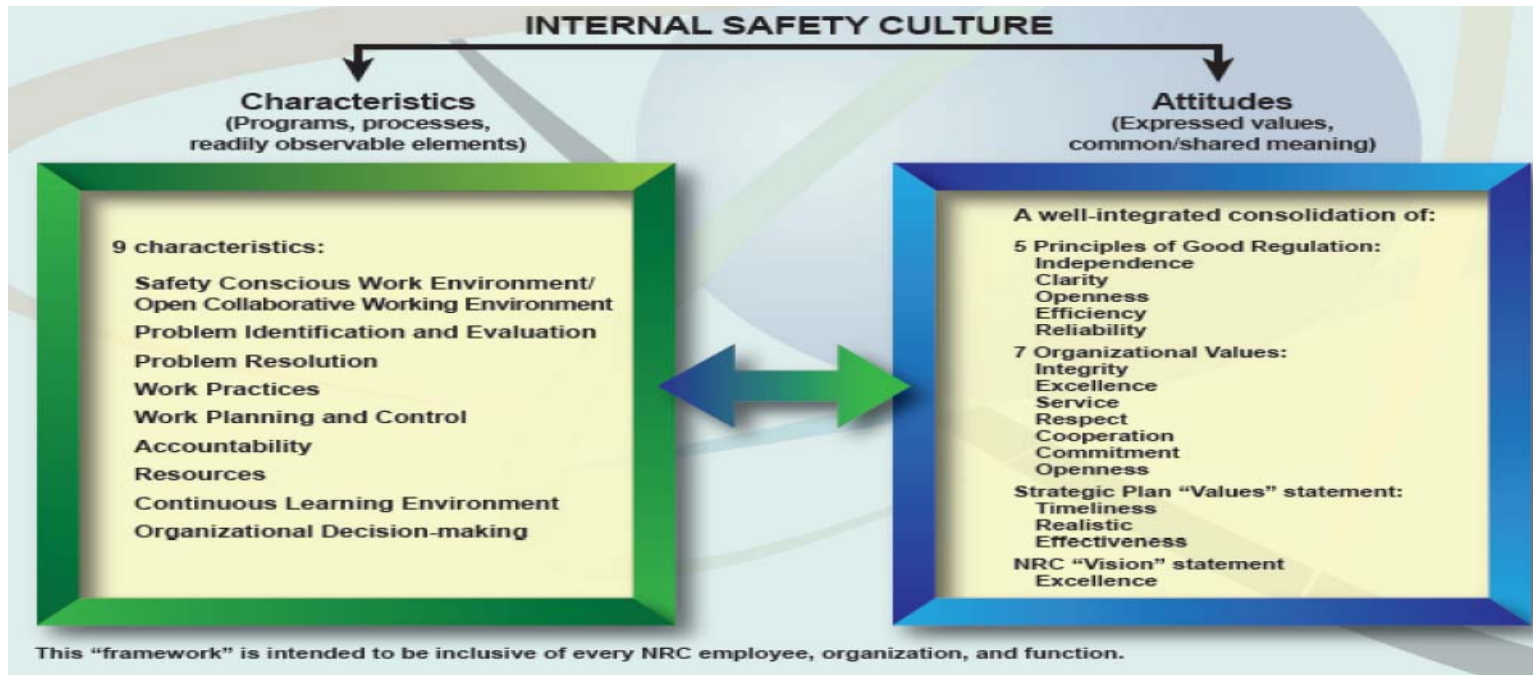 INTERNAL SAFETY CULTURE
Characteristics
(Programs, processes,
readily observable elements)
9 characteristics:
Safety Conscious Work Environment/
Open Collaborative Working Environment
Problem Identification and Evaluation
Problem Resolution
Work Practices
Work Planning and Control
Accountability
Resources
Continuous Learning Environment
Organizational Decision-making
Attitudes
(Expressed values,
common/shared meaning)
A well-integrated consolidation of:
5 Principles of Good Regulation:
Independence
Clarity
Openness
Efficiency
Reliability
7 Organizational Values:
Integrity
Excellence
Service
Respect
Cooperation
Commitment
Openness
Strategic Plan “Values” statement:
Timeliness
Realistic
Effectiveness
NRC “Vision” statement
Excellence
This “framework” is intended to be inclusive of every NRC employee, organization, and function.